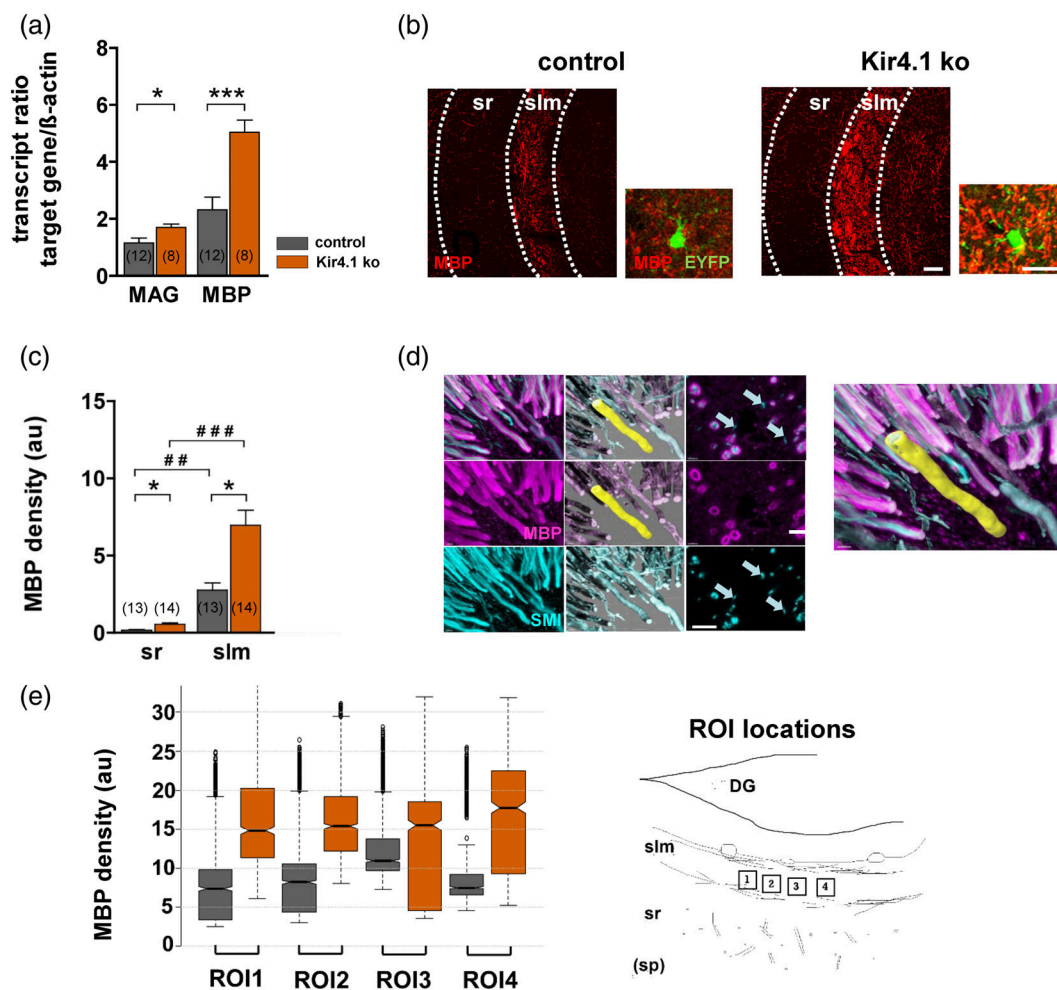 (a)
transcript ratio
target gene/ß-actin
8
6
4
2
0
*
***
(12)
(8)
(12)
(8)
MAG
MBP
control
Kir4.1 ko
(b)
control
Kir4.1 ko
sr
slm
sr
slm
D
MBP
MBP
EYFP
(c)
MBP density (au)
15
10
5
0
###
##
*
*
(13)
(14)
(13)
(14)
sr
slm
(d)
MBP
SMI
(e)
MBP density (au)
30
25
20
15
10
5
0
ROI1
ROI2
ROI3
ROI4
ROI locations
DG
slm
1
2
3
4
sr
(sp)